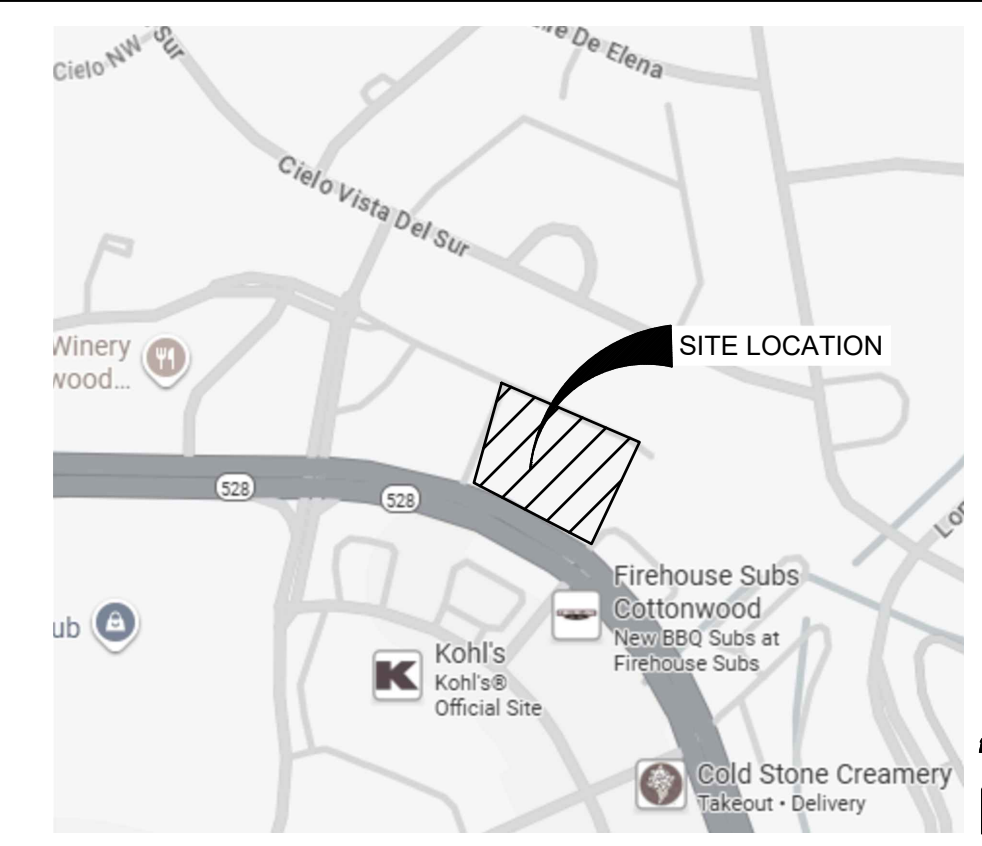 Cielo NW
Sur
De Elena
Cielo Vista Del Sur
SITE LOCATION
Winery
wood...
528
528
Firehouse Subs
Cottonwood
New BBQ Subs at
Firehouse Subs
ub
Kohl's
Kohl's®
Official Site
K
Cold Stone Creamery
Takeout • Delivery